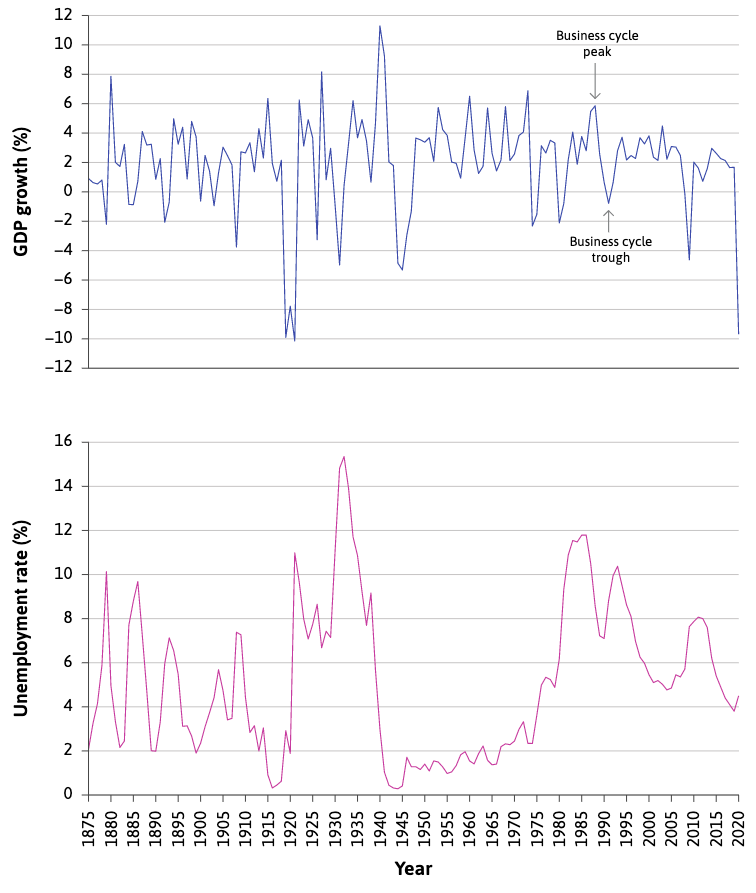 12
10
8
6
4
2
0
−2
−4
−6
−8
−10
−12
GDP growth (%)
Business cycle
peak
Business cycle
trough
16
14
12
10
8
6
4
2
0
Unemployment rate (%)
1875 1880 1885 1890 1895 1900 1905 1910 1915 1920 1925 1930 1935 1940 1945 1950 1955 1960 1965 1970 1975 1980 1985 1990 1995 2000 2005 2010 2015 2020
Year